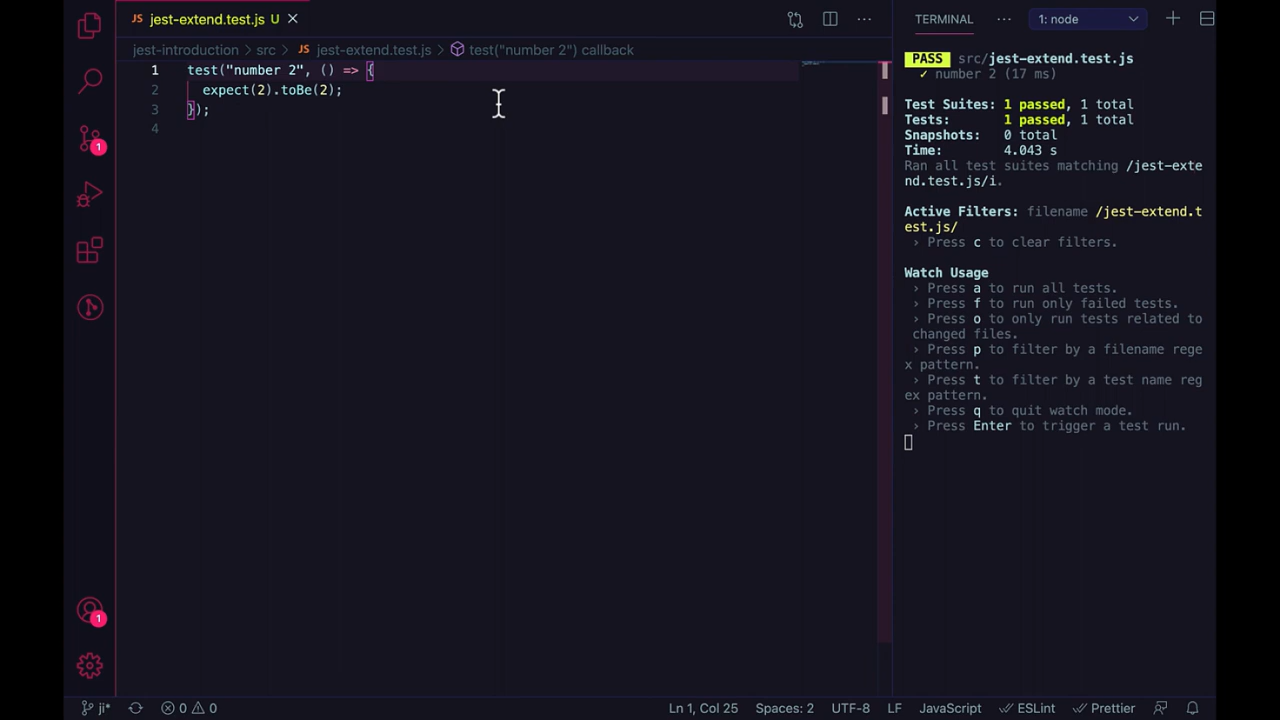 JS jest-extend.test.js U
jest-introduction > src > JS jest-extend.test.js > test("number 2") callback
1 test("number 2", () => {
2 expect(2).toBe(2);
3 });
4
1
1
TERMINAL
1: node
PASS src/jest-extend.test.js
✓ number 2 (17 ms)
Test Suites: 1 passed, 1 total
Tests: 1 passed, 1 total
Snapshots: 0 total
Time: 4.043 s
Ran all test suites matching /jest-exte
nd.test.js/i.
Active Filters: filename /jest-extend.t
est.js/
› Press c to clear filters.
Watch Usage
› Press a to run all tests.
› Press f to run only failed tests.
› Press o to only run tests related to
changed files.
› Press p to filter by a filename rege
x pattern.
› Press t to filter by a test name reg
ex pattern.
› Press q to quit watch mode.
› Press Enter to trigger a test run.
ji* 0 0 Ln 1, Col 25 Spaces: 2 UTF-8 LF JavaScript ESLint Prettier